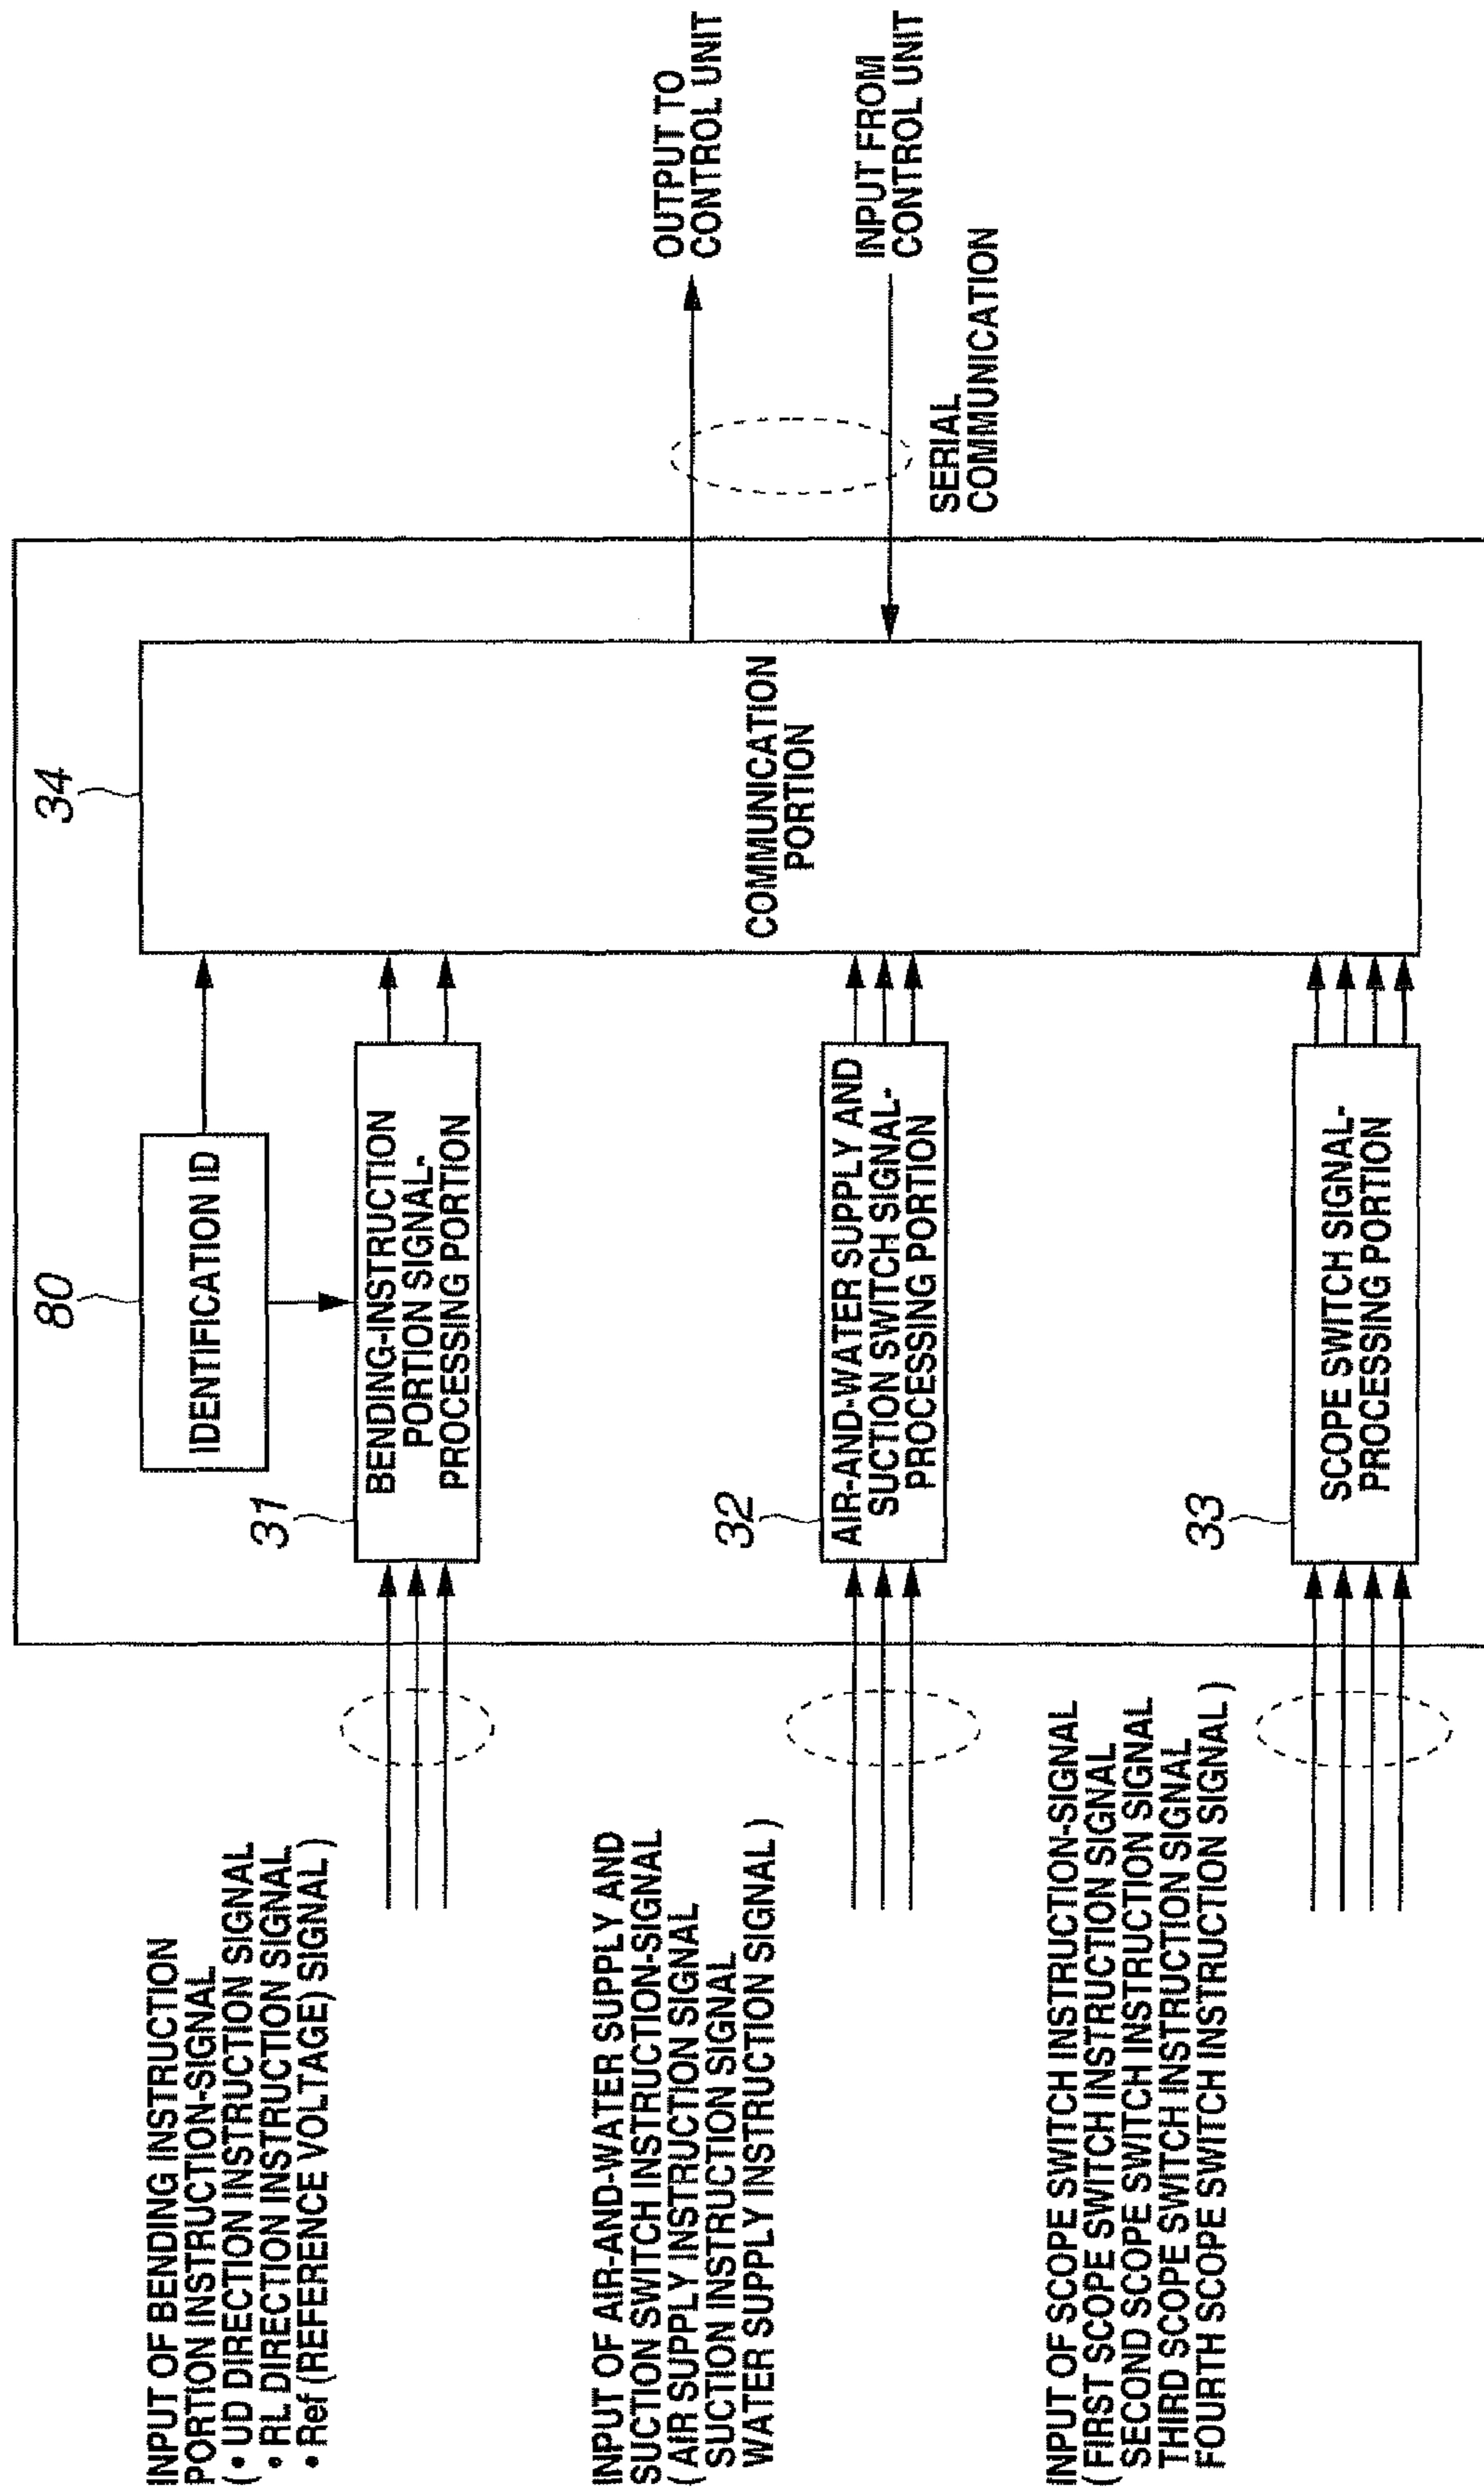 INPUT OF BENDING INSTRUCTION
PORTION INSTRUCTION-SIGNAL
( • UD DIRECTION INSTRUCTION SIGNAL
• RL DIRECTION INSTRUCTION SIGNAL
• Ref (REFERENCE VOLTAGE) SIGNAL )
INPUT OF AIR-AND-WATER SUPPLY AND
SUCTION SWITCH INSTRUCTION-SIGNAL
( AIR SUPPLY INSTRUCTION SIGNAL
SUCTION INSTRUCTION SIGNAL
WATER SUPPLY INSTRUCTION SIGNAL )
INPUT OF SCOPE SWITCH INSTRUCTION-SIGNAL
( FIRST SCOPE SWITCH INSTRUCTION SIGNAL
SECOND SCOPE SWITCH INSTRUCTION SIGNAL
THIRD SCOPE SWITCH INSTRUCTION SIGNAL
FOURTH SCOPE SWITCH INSTRUCTION SIGNAL )
80
IDENTIFICATION ID
31
BENDING-INSTRUCTION
PORTION SIGNAL-
PROCESSING PORTION
32
AIR-AND-WATER SUPPLY AND
SUCTION SWITCH SIGNAL-
PROCESSING PORTION
33
SCOPE SWITCH SIGNAL-
PROCESSING PORTION
34
COMMUNICATION
PORTION
OUTPUT TO
CONTROL UNIT
INPUT FROM
CONTROL UNIT
SERIAL
COMMUNICATION